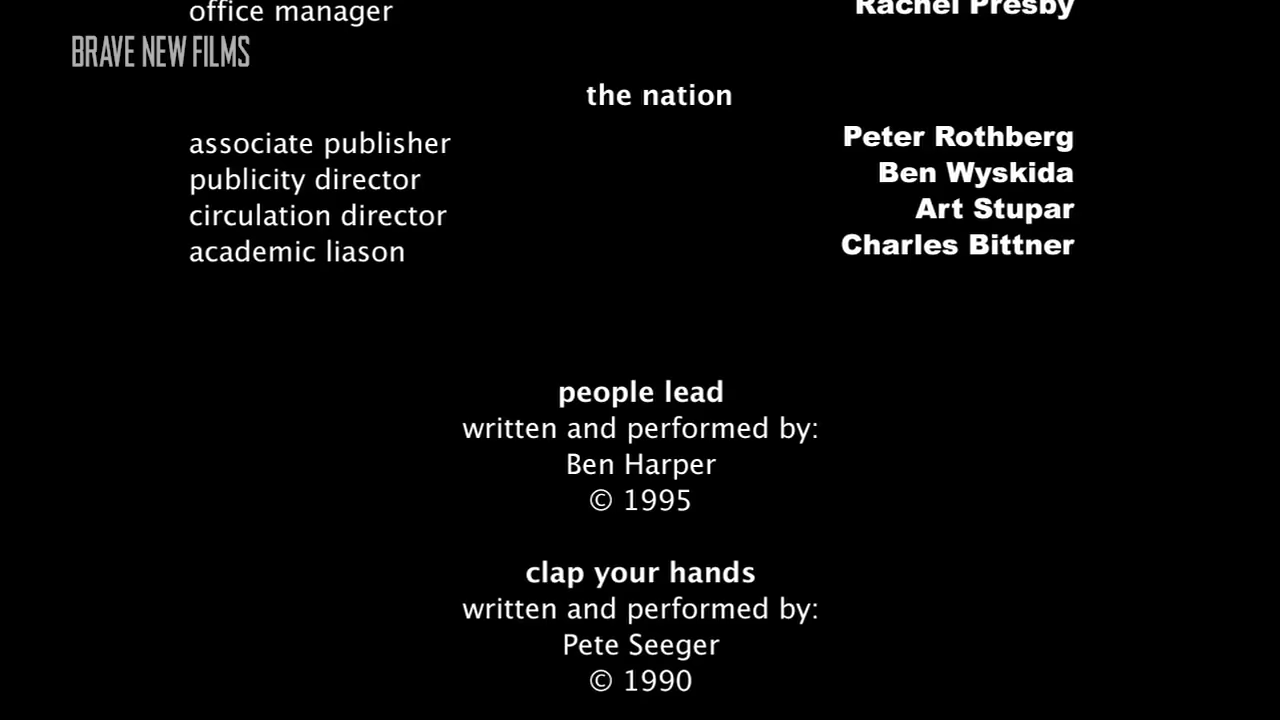 office manager Rachel Presby
BRAVE NEW FILMS
the nation
associate publisher Peter Rothberg
publicity director Ben Wyskida
circulation director Art Stupar
academic liason Charles Bittner
people lead
written and performed by:
Ben Harper
© 1995
clap your hands
written and performed by:
Pete Seeger
© 1990